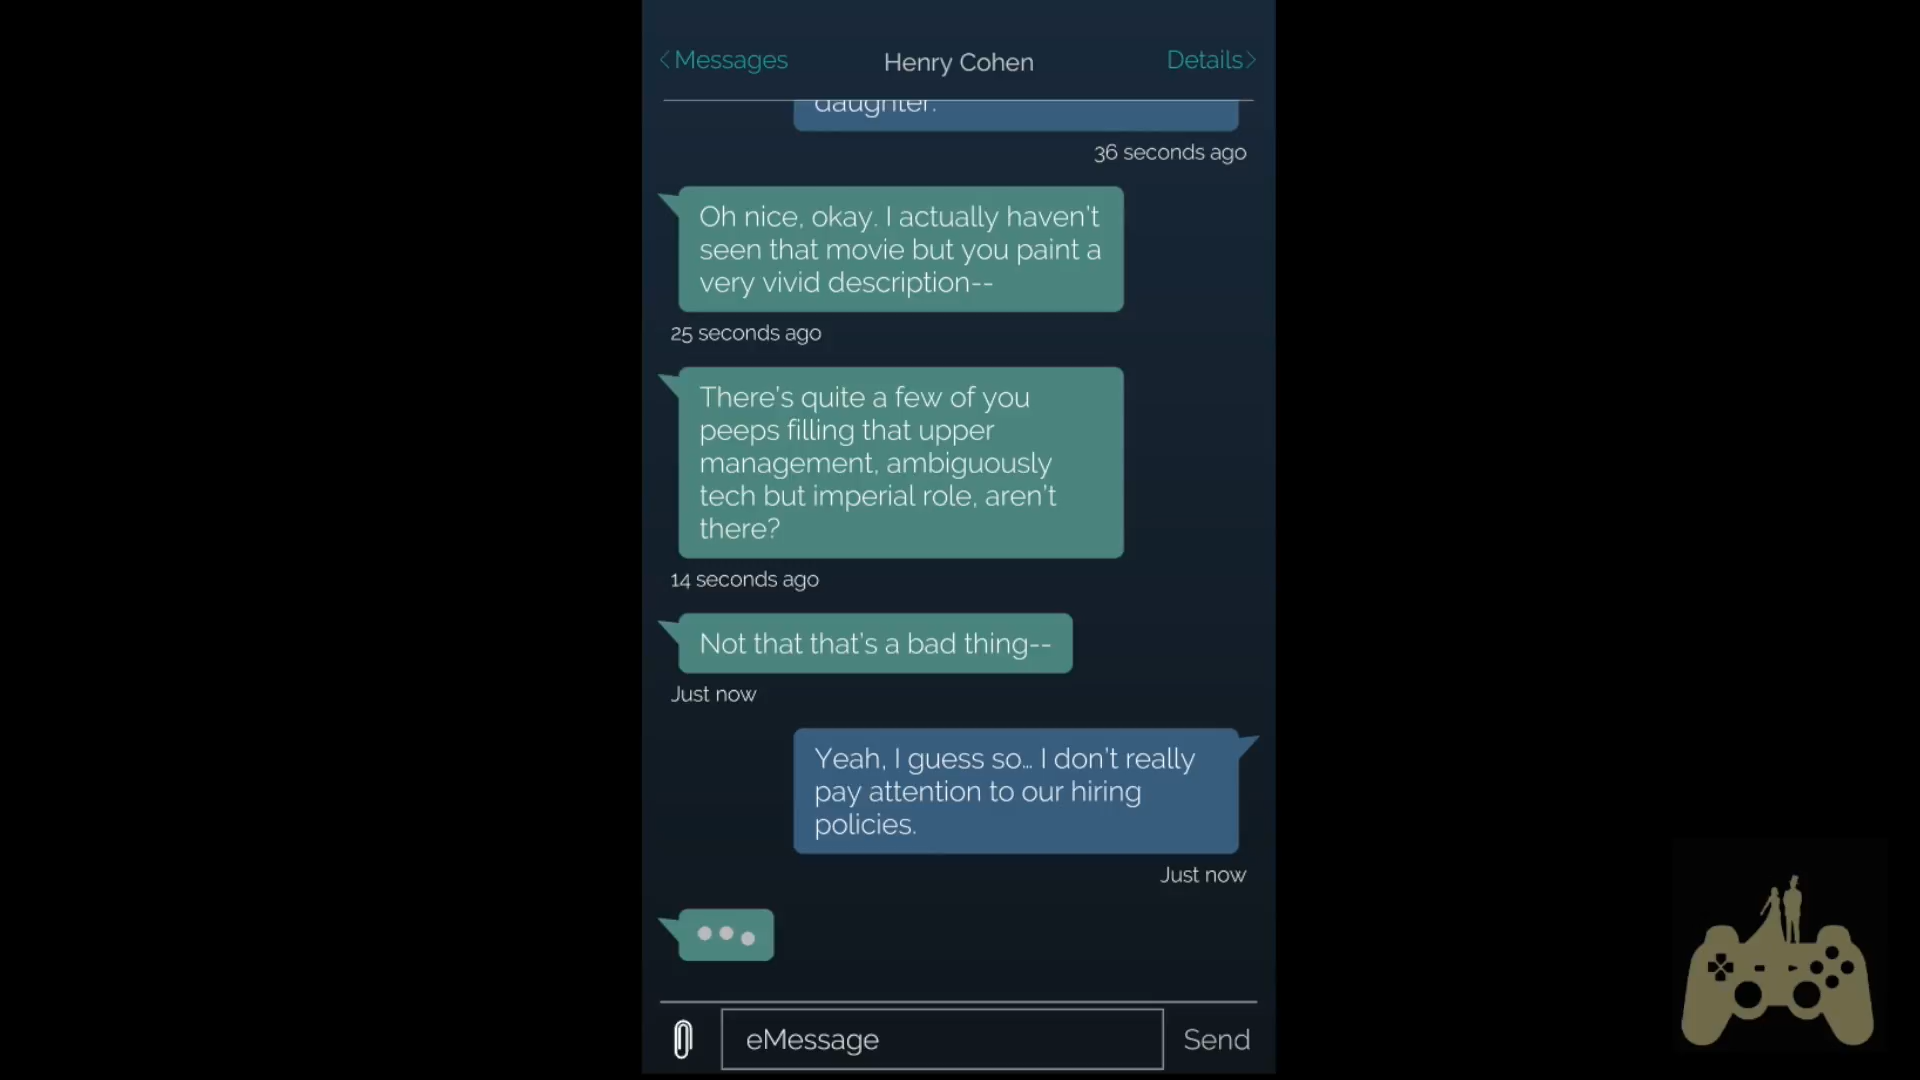 Messages
Henry Cohen
Details
daughter.
36 seconds ago
Oh nice, okay. I actually haven't
seen that movie but you paint a
very vivid description--
25 seconds ago
There's quite a few of you
peeps filling that upper
management, ambiguously
tech but imperial role, aren't
there?
14 seconds ago
Not that that's a bad thing--
Just now
Yeah, I guess so... I don't really
pay attention to our hiring
policies.
Just now
eMessage
Send